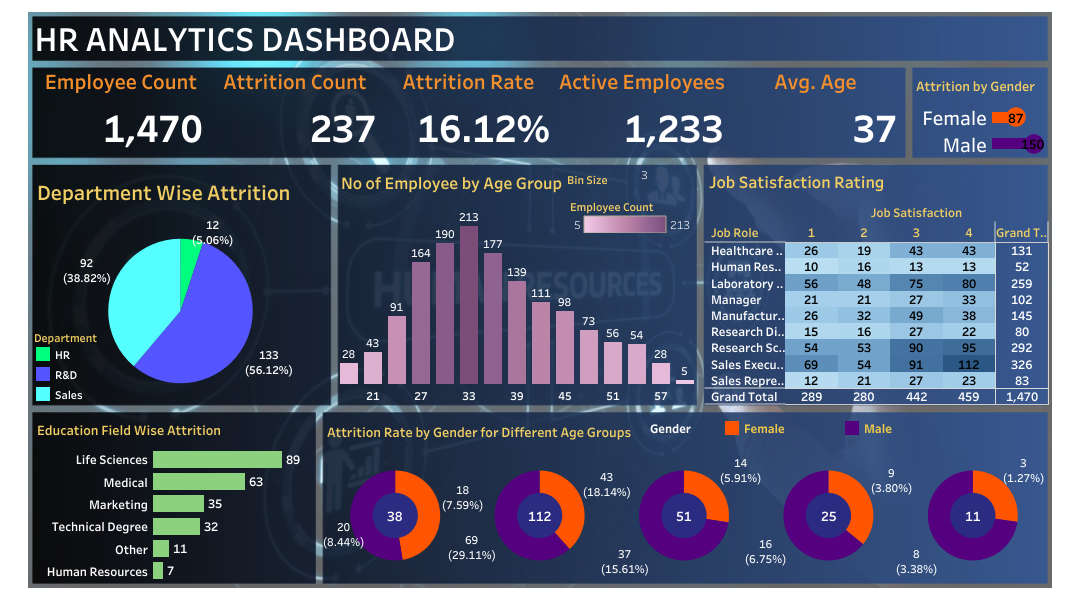 HR ANALYTICS DASHBOARD
Employee Count Attrition Count Attrition Rate Active Employees Avg. Age
1,470 237 16.12% 1,233 37
Attrition by Gender
Female 87
Male 150
Department Wise Attrition
12
(5.06%)
92
(38.82%)
133
(56.12%)
Department
HR
R&D
Sales
No of Employee by Age Group
Bin Size 3
Employee Count
5 213
28 43 91 164 190 213 177 139 111 98 73 56 54 28 5
21 27 33 39 45 51 57
Job Satisfaction Rating
Job Satisfaction
Job Role 1 2 3 4 Grand T..
Healthcare .. 26 19 43 43 131
Human Res.. 10 16 13 13 52
Laboratory .. 56 48 75 80 259
Manager 21 21 27 33 102
Manufactur.. 26 32 49 38 145
Research Di.. 15 16 27 22 80
Research Sc.. 54 53 90 95 292
Sales Execu.. 69 54 91 112 326
Sales Repre.. 12 21 27 23 83
Grand Total 289 280 442 459 1,470
Education Field Wise Attrition
Life Sciences 89
Medical 63
Marketing 35
Technical Degree 32
Other 11
Human Resources 7
Attrition Rate by Gender for Different Age Groups
Gender Female Male
38
18
(7.59%)
20
(8.44%)
112
43
(18.14%)
69
(29.11%)
51
14
(5.91%)
37
(15.61%)
25
9
(3.80%)
16
(6.75%)
11
3
(1.27%)
8
(3.38%)